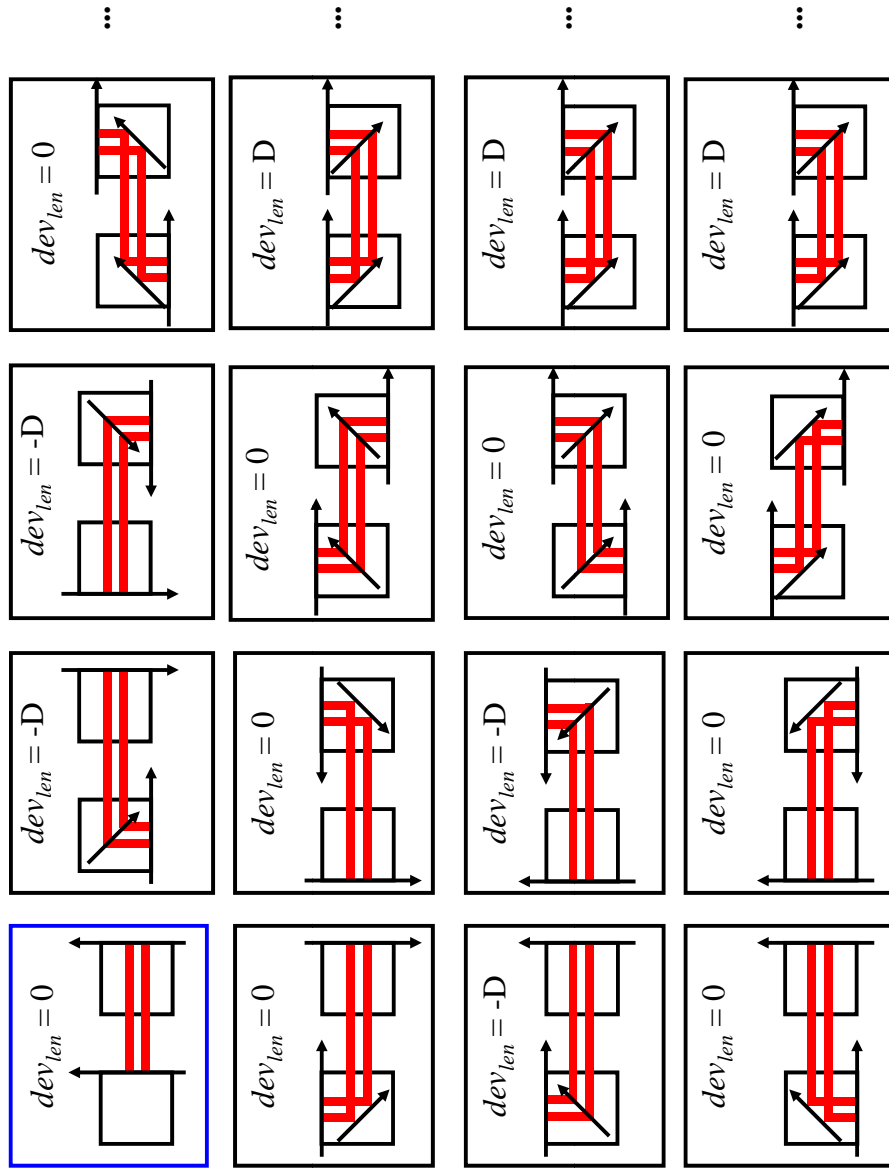 ... ... ... ...
dev_len = 0
dev_len = D
dev_len = D
dev_len = D
dev_len = -D
dev_len = 0
dev_len = 0
dev_len = 0
dev_len = -D
dev_len = 0
dev_len = -D
dev_len = 0
dev_len = 0
dev_len = 0
dev_len = -D
dev_len = 0